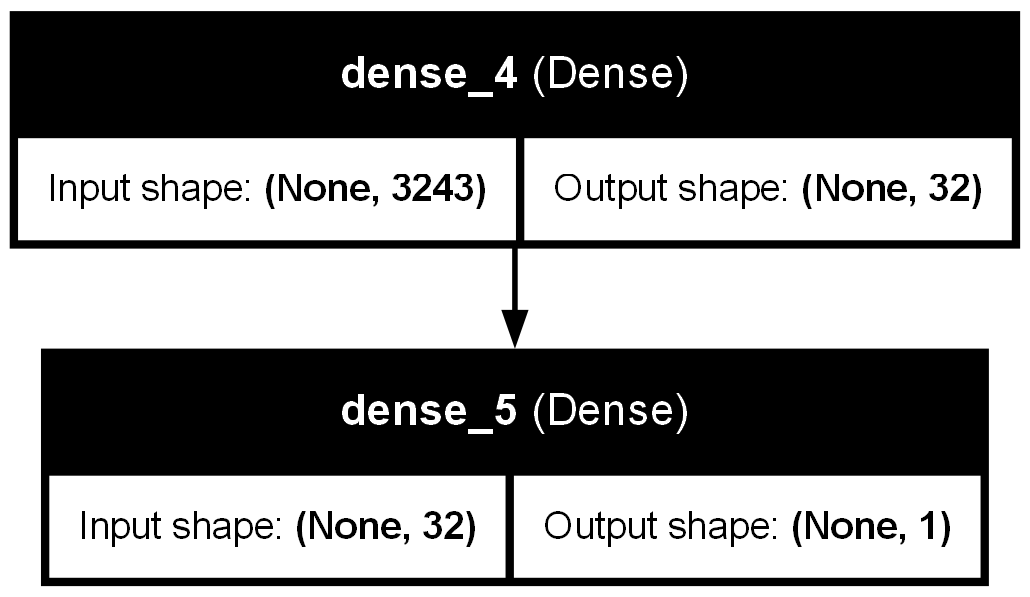 dense_4 (Dense)
Input shape: (None, 3243) Output shape: (None, 32)
dense_5 (Dense)
Input shape: (None, 32) Output shape: (None, 1)